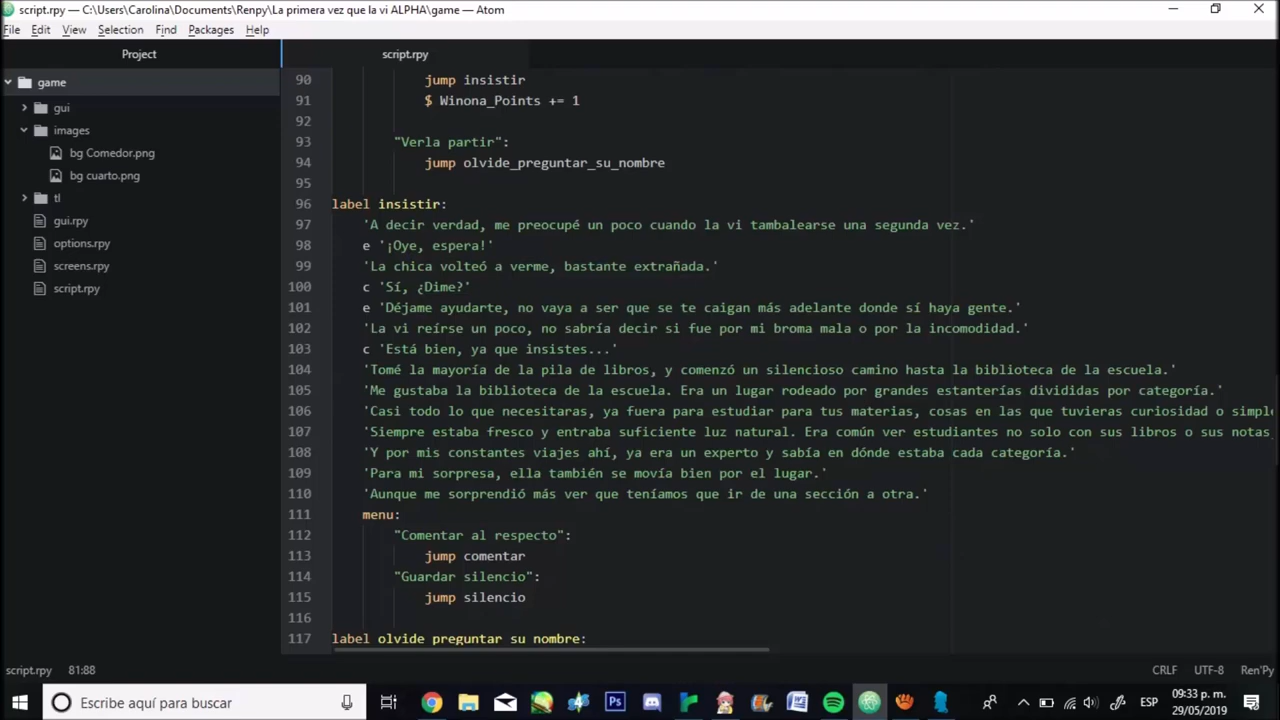 script.rpy — C:\Users\Carolina\Documents\Renpy\La primera vez que la vi ALPHA\game — Atom
File Edit View Selection Find Packages Help
Project
script.rpy
game
gui
images
bg Comedor.png
bg cuarto.png
tl
gui.rpy
options.rpy
screens.rpy
script.rpy
90 jump insistir
91 $ Winona_Points += 1
92
93 "Verla partir":
94 jump olvide_preguntar_su_nombre
95
96 label insistir:
97 'A decir verdad, me preocupé un poco cuando la vi tambalearse una segunda vez.'
98 e '¡Oye, espera!'
99 'La chica volteó a verme, bastante extrañada.'
100 c 'Sí, ¿Dime?'
101 e 'Déjame ayudarte, no vaya a ser que se te caigan más adelante donde sí haya gente.'
102 'La vi reírse un poco, no sabría decir si fue por mi broma mala o por la incomodidad.'
103 c 'Está bien, ya que insistes...'
104 'Tomé la mayoría de la pila de libros, y comenzó un silencioso camino hasta la biblioteca de la escuela.'
105 'Me gustaba la biblioteca de la escuela. Era un lugar rodeado por grandes estanterías divididas por categoría.'
106 'Casi todo lo que necesitaras, ya fuera para estudiar para tus materias, cosas en las que tuvieras curiosidad o simple
107 'Siempre estaba fresco y entraba suficiente luz natural. Era común ver estudiantes no solo con sus libros o sus notas
108 'Y por mis constantes viajes ahí, ya era un experto y sabía en dónde estaba cada categoría.'
109 'Para mi sorpresa, ella también se movía bien por el lugar.'
110 'Aunque me sorprendió más ver que teníamos que ir de una sección a otra.'
111 menu:
112 "Comentar al respecto":
113 jump comentar
114 "Guardar silencio":
115 jump silencio
116
117 label olvide_preguntar_su_nombre:
script.rpy 81:88 CRLF UTF-8 Ren'Py
Escribe aquí para buscar
ESP
09:33 p. m.
29/05/2019